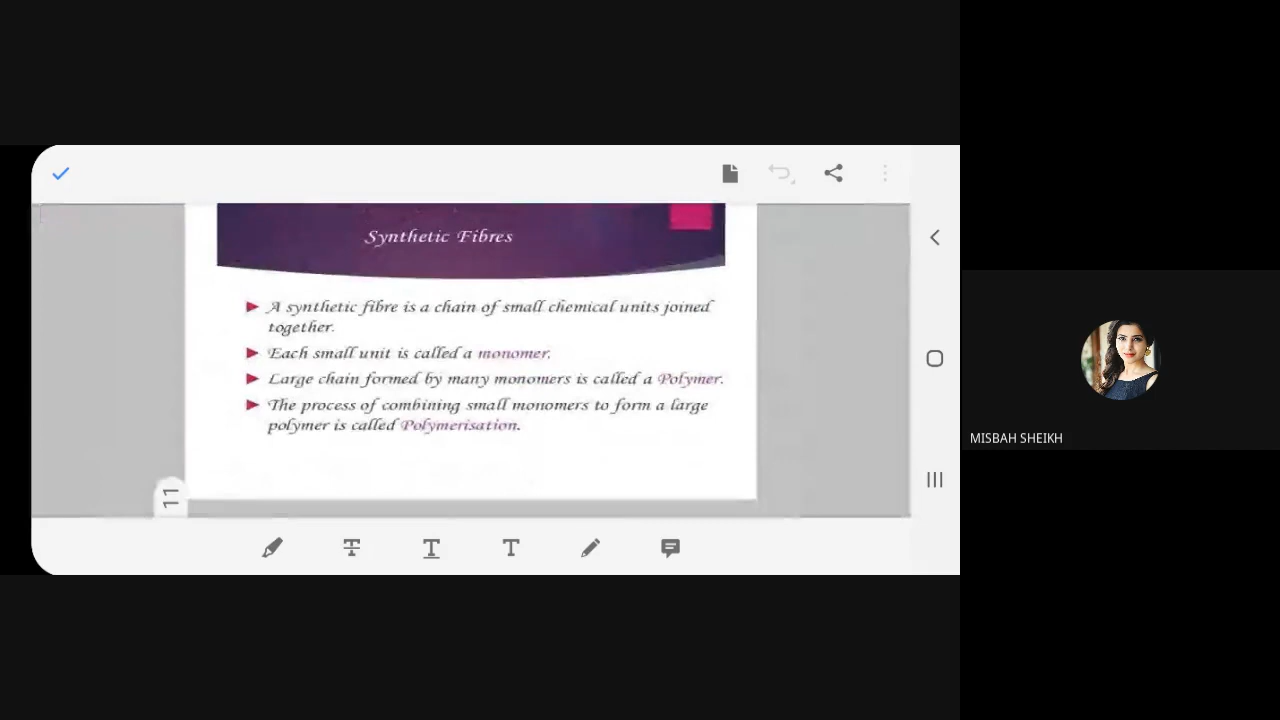 Synthetic Fibres
A synthetic fibre is a chain of small chemical units joined
together.
Each small unit is called a monomer.
Large chain formed by many monomers is called a Polymer.
The process of combining small monomers to form a large
polymer is called Polymerisation.
11
MISBAH SHEIKH